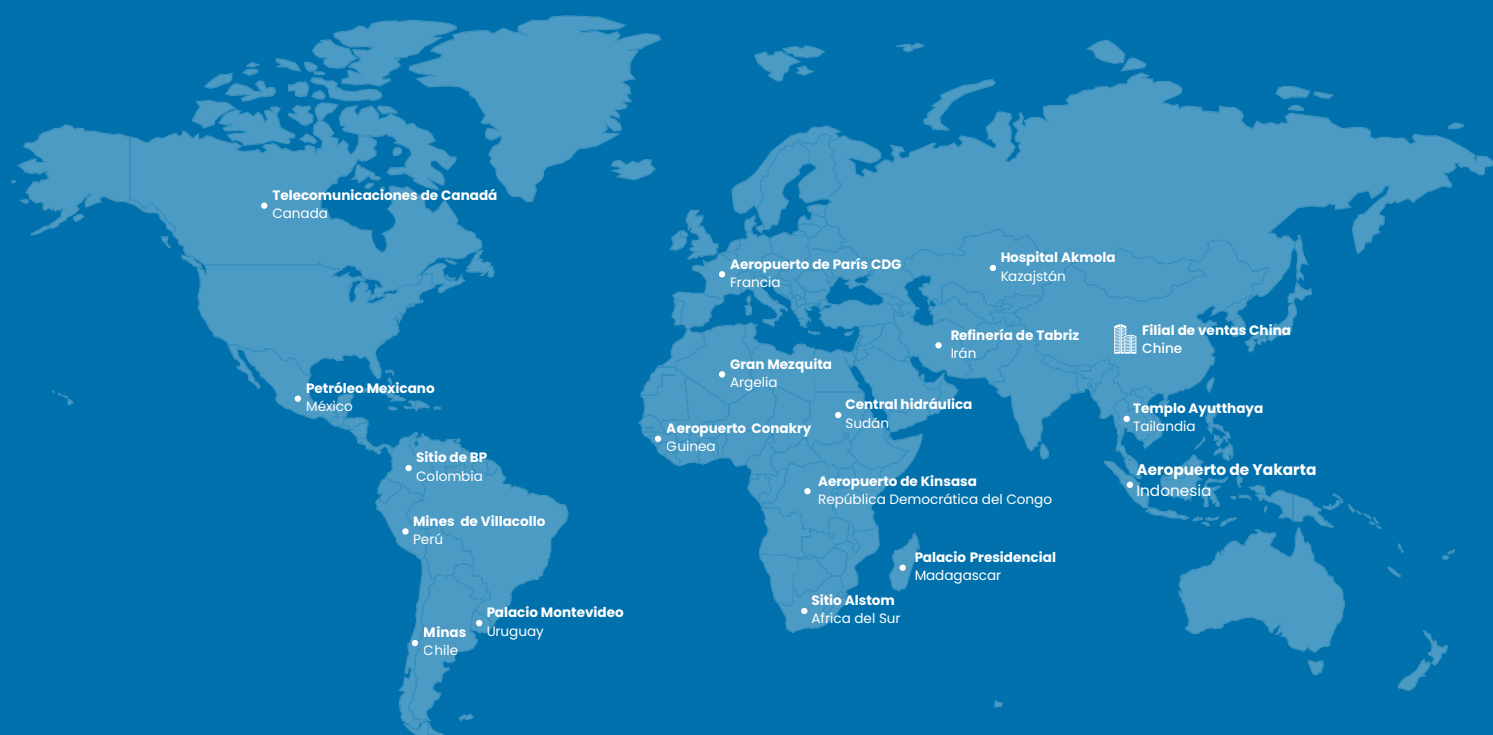 Telecomunicaciones de Canadá
Canada
Hospital Akmola
Kazajstán
Aeropuerto de París CDG
Francia
Filial de ventas China
Chine
Refinería de Tabriz
Irán
Gran Mezquita
Argelia
Petróleo Mexicano
México
Central hidráulica
Sudán
Templo Ayutthaya
Tailandia
Aeropuerto Conakry
Guinea
Sitio de BP
Colombia
Aeropuerto de Yakarta
Indonesia
Aeropuerto de Kinsasa
República Democrática del Congo
Mines de Villacollo
Perú
Palacio Presidencial
Madagascar
Sitio Alstom
Africa del Sur
Palacio Montevideo
Uruguay
Minas
Chile